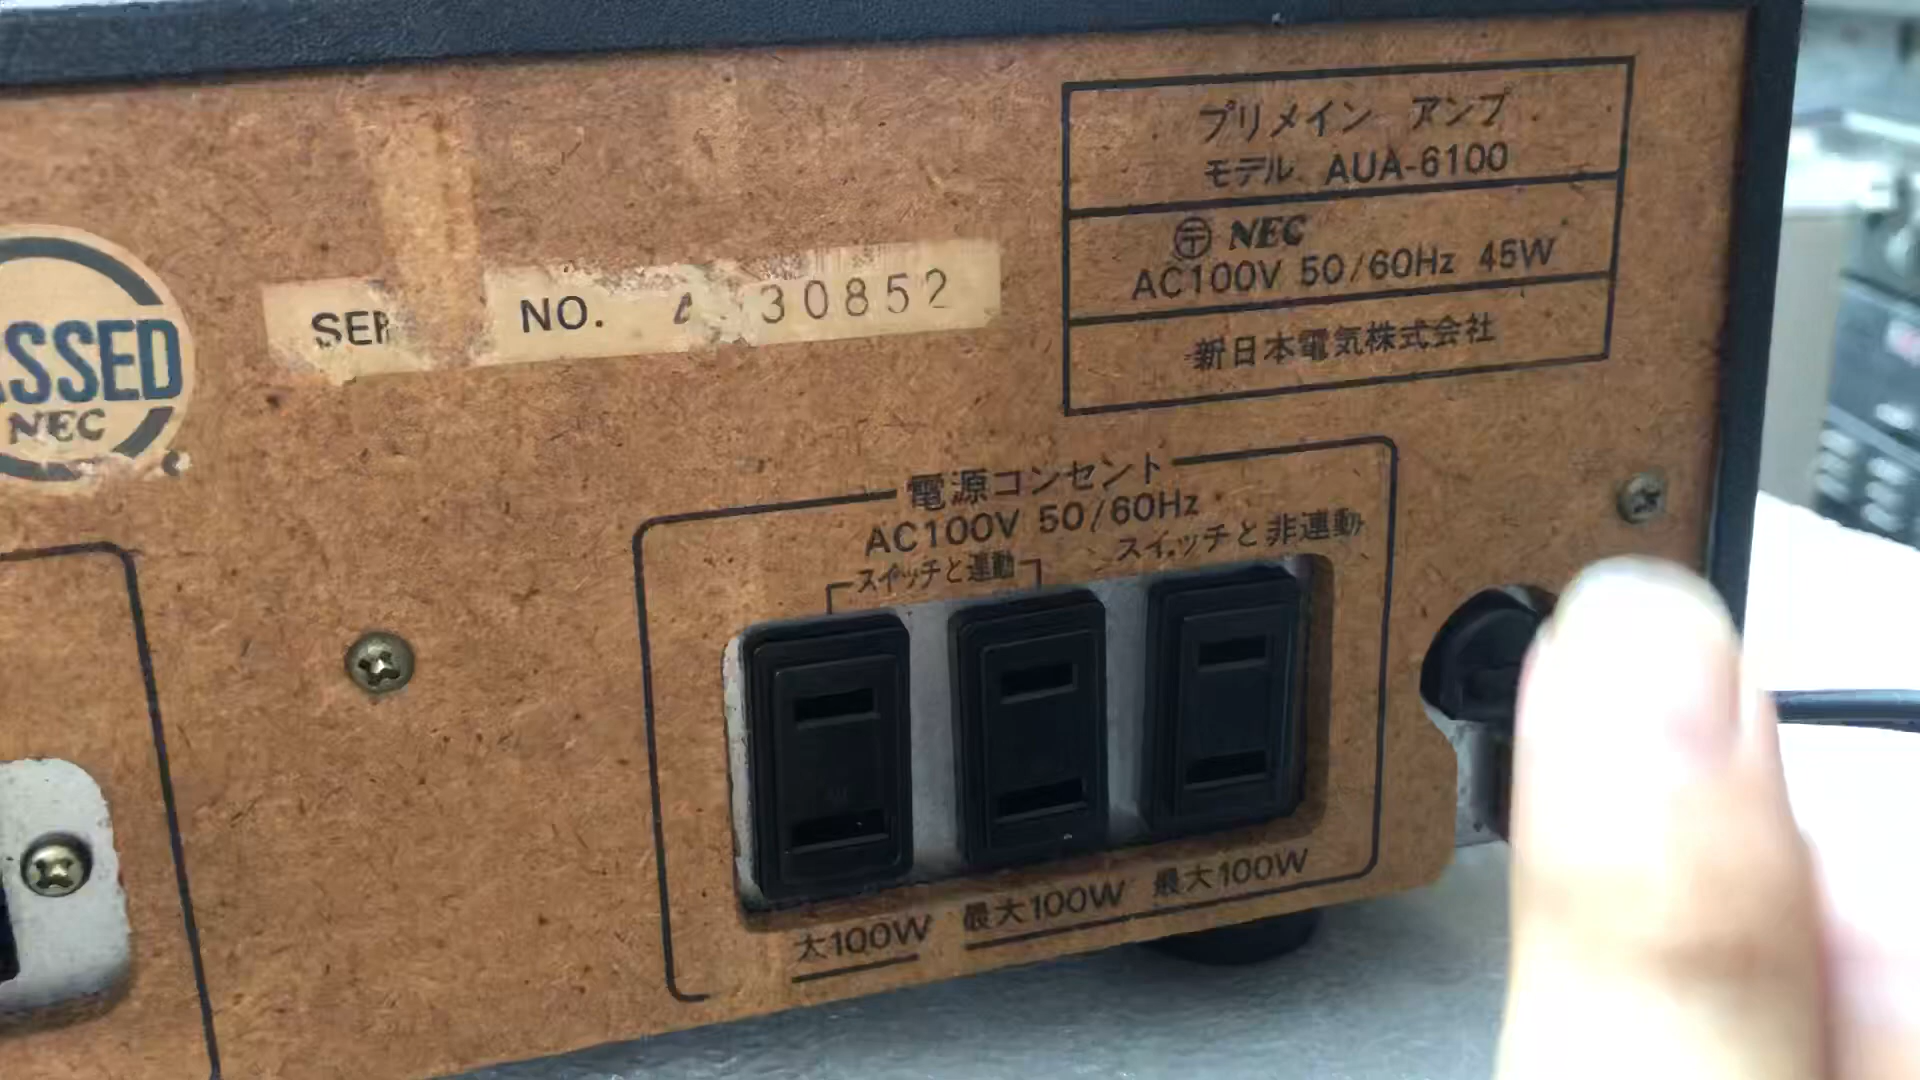 プリメイン アンプ
モデル AUA-6100
〒 NEC
AC100V 50/60Hz 45W
新日本電気株式会社
ASSED
NEC
SER NO. 30852
電源コンセント
AC100V 50/60Hz
スイッチと連動 スイッチと非連動
大100W 最大100W 最大100W